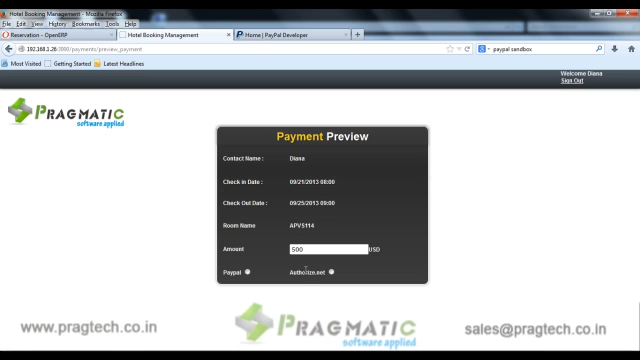 Hotel Booking Management - Mozilla Firefox
File Edit View History Bookmarks Tools Help
Reservation - OpenERP
Hotel Booking Management
Home | PayPal Developer
192.168.1.26:3000/payments/preview_payment
paypal sandbox
Most Visited Getting Started Latest Headlines
Welcome Diana
Sign Out
PRAGMATIC
software applied
Payment Preview
Contact Name : Diana
Check in Date : 09/21/2013 08:00
Check Out Date : 09/25/2013 09:00
Room Name APVS114
Amount 500 USD
Paypal Authorize.net
www.pragtech.co.in
PRAGMATIC
software applied
sales@pragtech.co.in